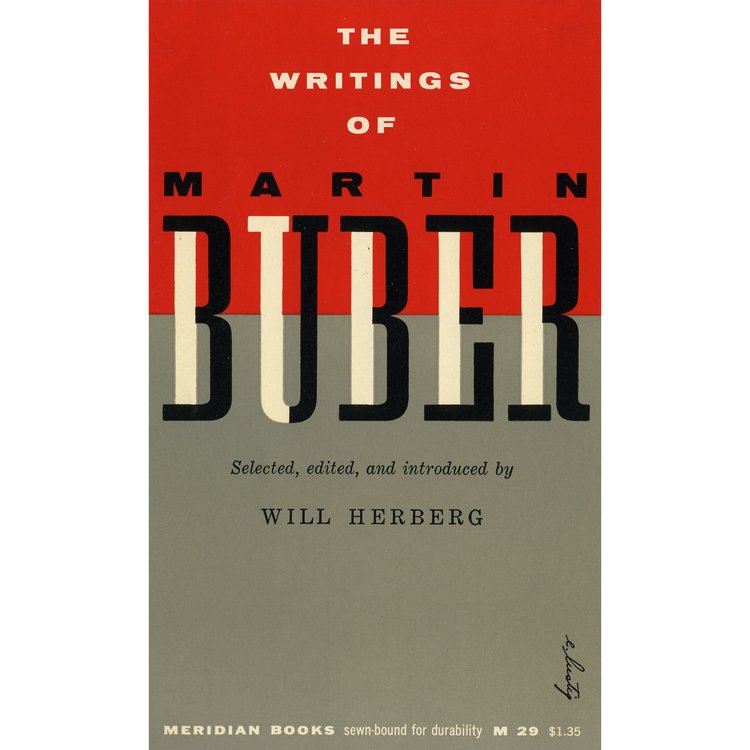 THE
WRITINGS
OF
MARTIN
BUBER
Selected, edited, and introduced by
WILL HERBERG
e. lustig
MERIDIAN BOOKS sewn-bound for durability M 29 $1.35